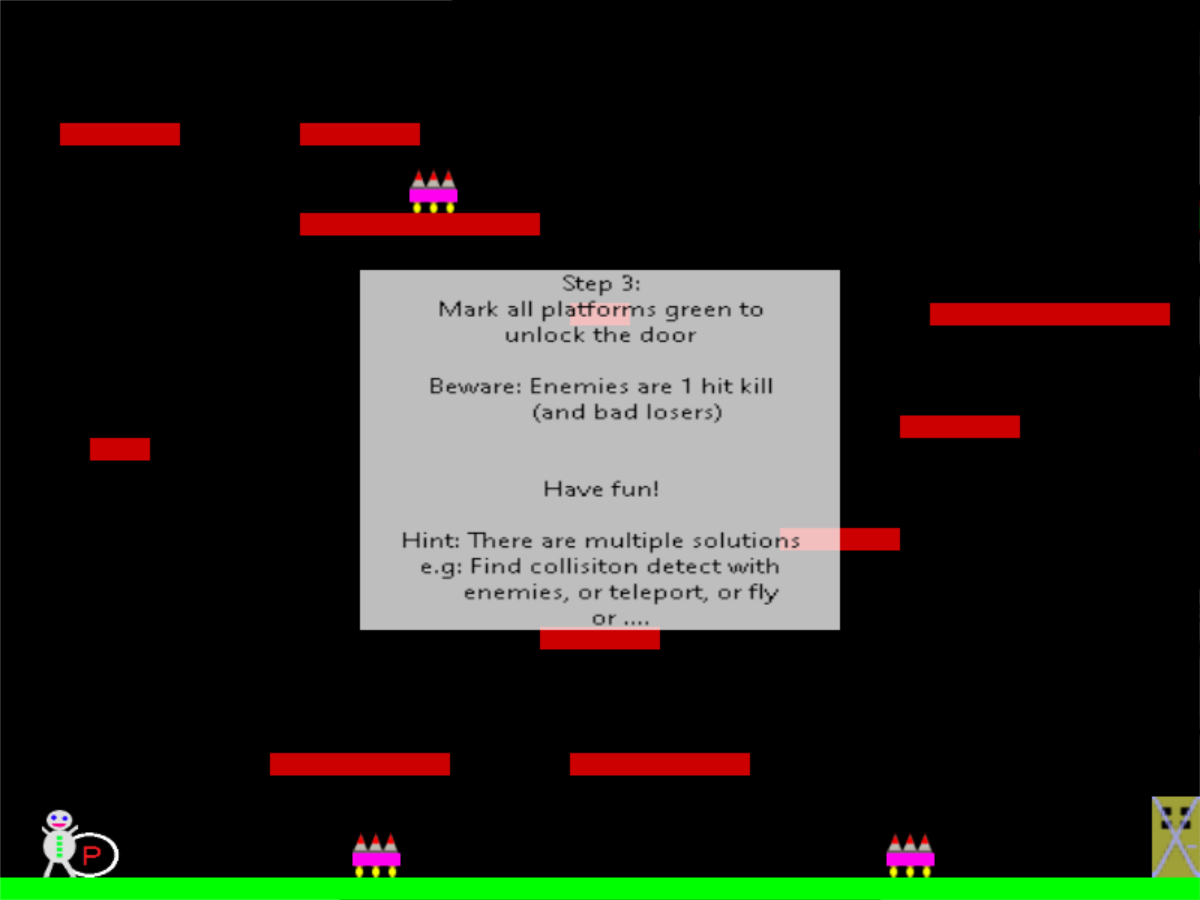 Step 3:
Mark all platforms green to
unlock the door
Beware: Enemies are 1 hit kill
(and bad losers)
Have fun!
Hint: There are multiple solutions
e.g: Find collisiton detect with
enemies, or teleport, or fly
or ....
P